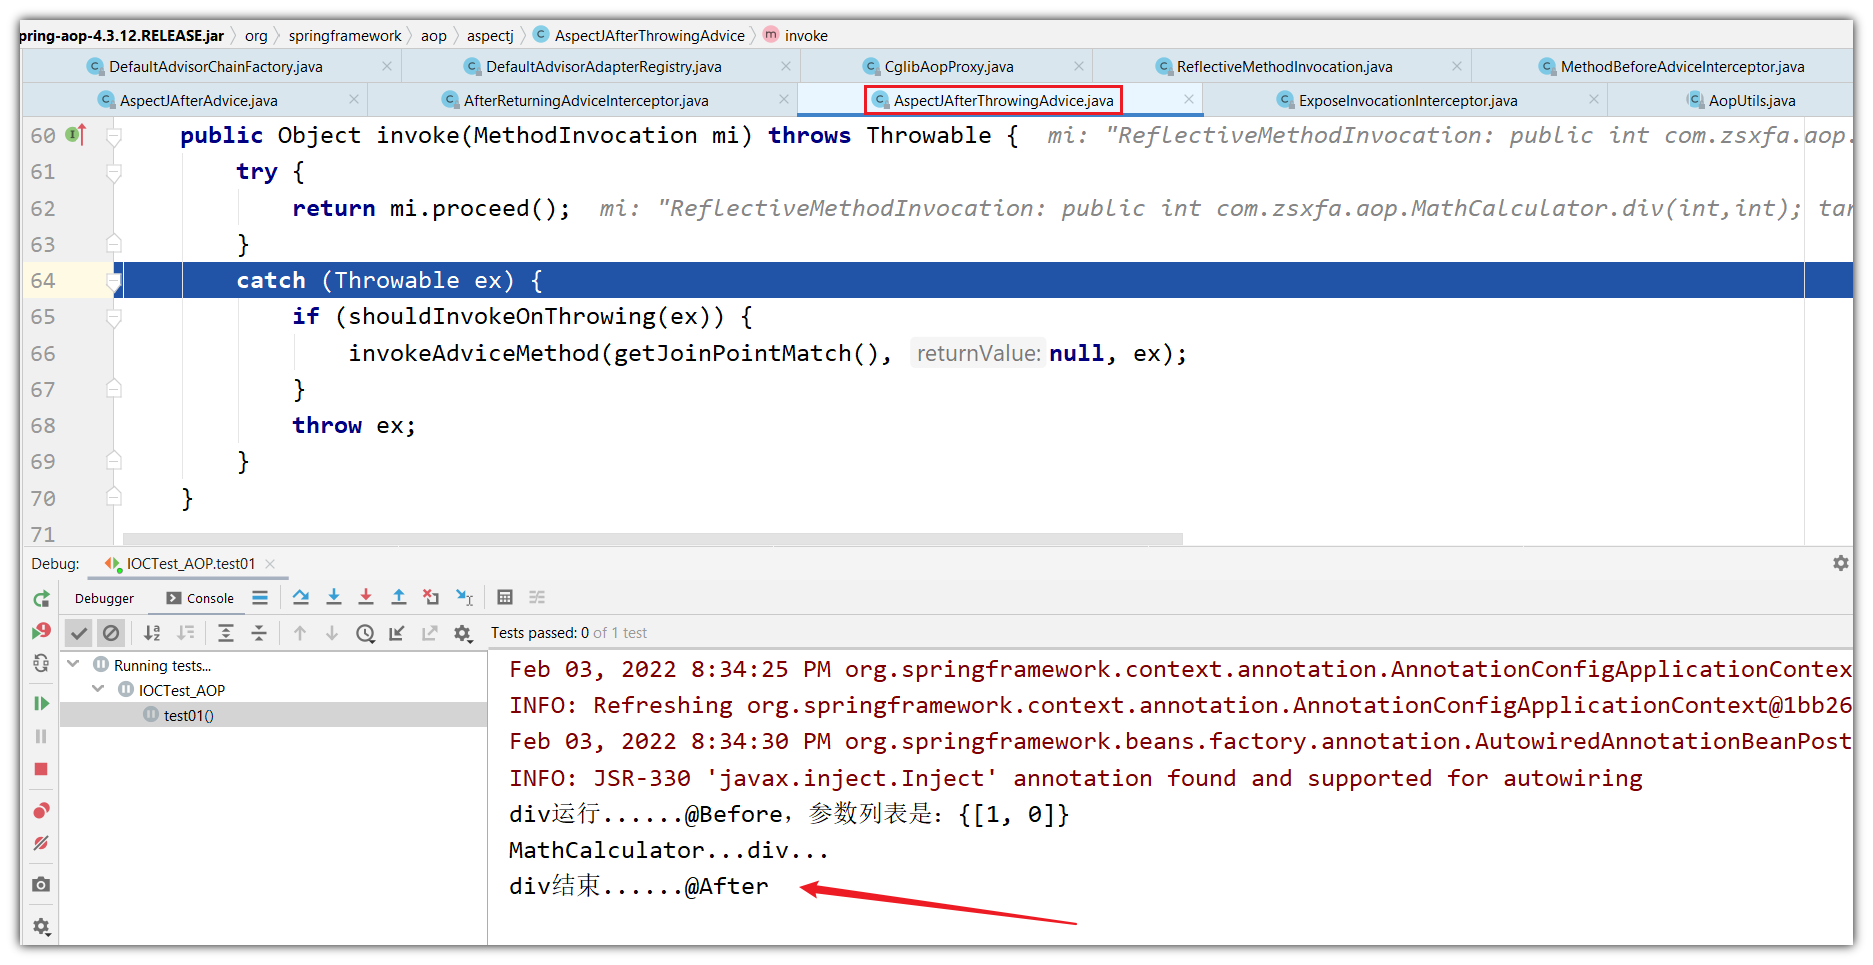 pring-aop-4.3.12.RELEASE.jar org springframework aop aspectj AspectJAfterThrowingAdvice invoke
DefaultAdvisorChainFactory.java DefaultAdvisorAdapterRegistry.java CglibAopProxy.java ReflectiveMethodInvocation.java MethodBeforeAdviceInterceptor.java
AspectJAfterAdvice.java AfterReturningAdviceInterceptor.java AspectJAfterThrowingAdvice.java ExposeInvocationInterceptor.java AopUtils.java
60 public Object invoke(MethodInvocation mi) throws Throwable { mi: "ReflectiveMethodInvocation: public int com.zsxfa.aop.
61 try {
62 return mi.proceed(); mi: "ReflectiveMethodInvocation: public int com.zsxfa.aop.MathCalculator.div(int,int); tar
63 }
64 catch (Throwable ex) {
65 if (shouldInvokeOnThrowing(ex)) {
66 invokeAdviceMethod(getJoinPointMatch(), returnValue: null, ex);
67 }
68 throw ex;
69 }
70 }
71
Debug: IOCTest_AOP.test01
Debugger Console
Tests passed: 0 of 1 test
Running tests...
IOCTest_AOP
test01()
Feb 03, 2022 8:34:25 PM org.springframework.context.annotation.AnnotationConfigApplicationContex
INFO: Refreshing org.springframework.context.annotation.AnnotationConfigApplicationContext@1bb26
Feb 03, 2022 8:34:30 PM org.springframework.beans.factory.annotation.AutowiredAnnotationBeanPost
INFO: JSR-330 'javax.inject.Inject' annotation found and supported for autowiring
div运行......@Before，参数列表是：{[1, 0]}
MathCalculator...div...
div结束......@After